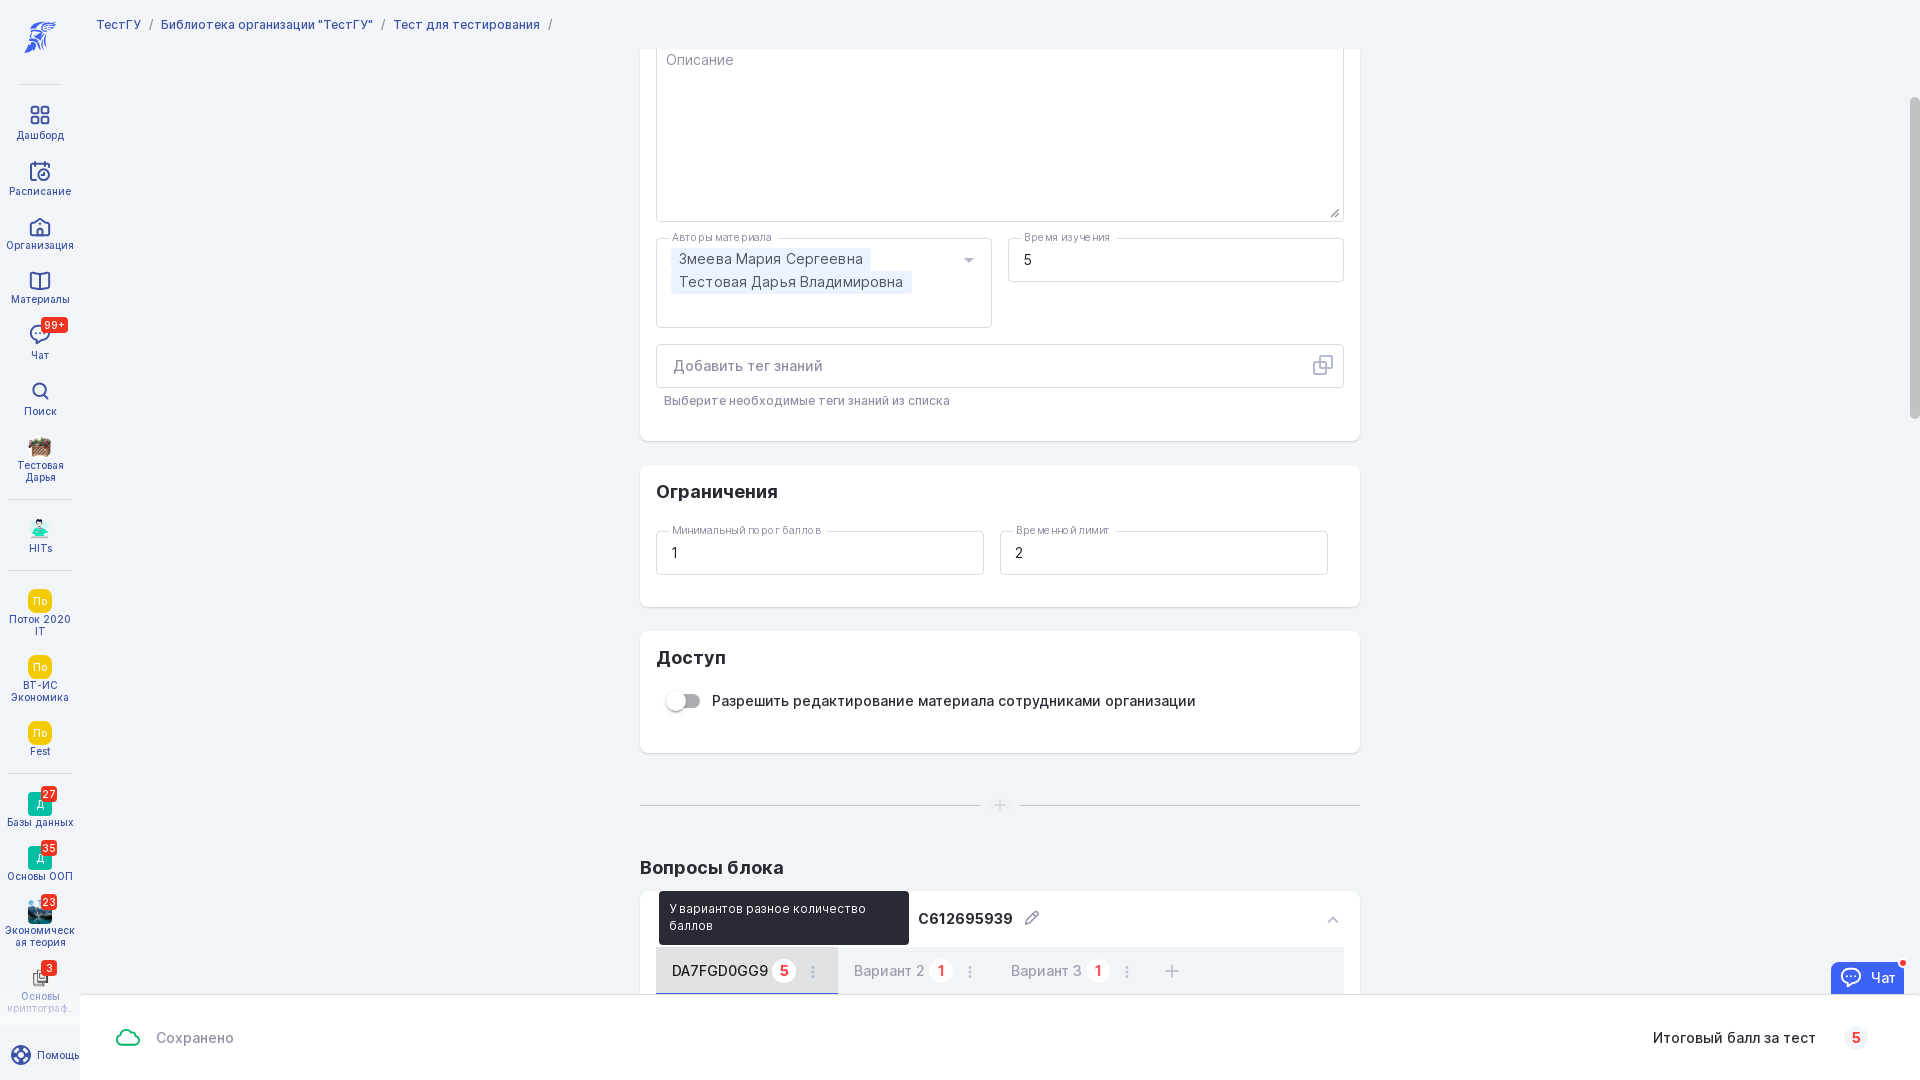 ТестГУ / Библиотека организации "ТестГУ" / Тест для тестирования /
Дашборд
Расписание
Организация
Материалы
99+
Чат
Поиск
Тестовая
Дарья
HITs
По
Поток 2020
IT
По
ВТ-ИС
Экономика
По
Fest
27
Д
Базы данных
35
Д
Основы ООП
23
Экономическ
ая теория
3
Основы
криптограф...
Помощь
Описание
Авторы материала
Змеева Мария Сергеевна
Тестовая Дарья Владимировна
Время изучения
5
Добавить тег знаний
Выберите необходимые теги знаний из списка
Ограничения
Минимальный порог баллов
1
Временной лимит
2
Доступ
Разрешить редактирование материала сотрудниками организации
Вопросы блока
У вариантов разное количество
баллов
C612695939
DA7FGD0GG9 5
Вариант 2 1
Вариант 3 1
Чат
Сохранено
Итоговый балл за тест 5